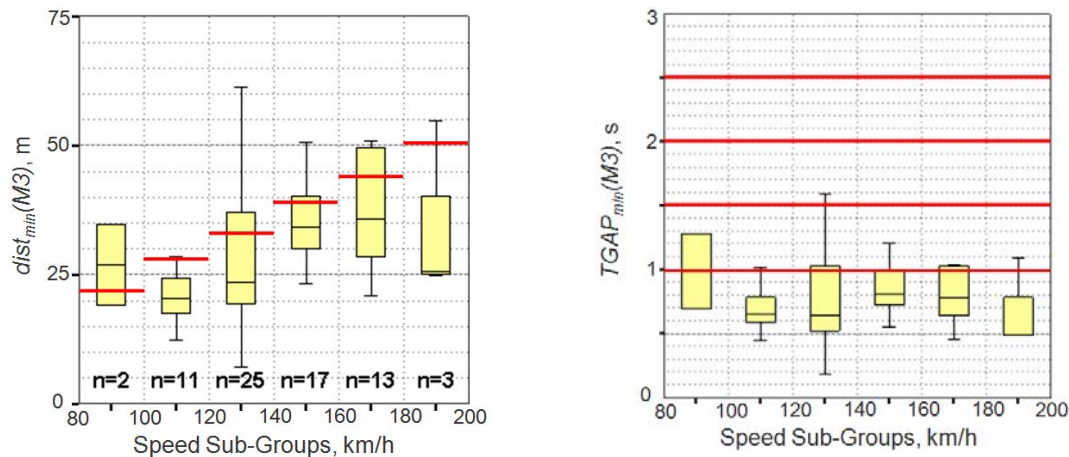 75
50
25
0
dist_min(M3), m
n=2 n=11 n=25 n=17 n=13 n=3
80 100 120 140 160 180 200
Speed Sub-Groups, km/h
3
2
1
0
TGAP_min(M3), s
80 100 120 140 160 180 200
Speed Sub-Groups, km/h